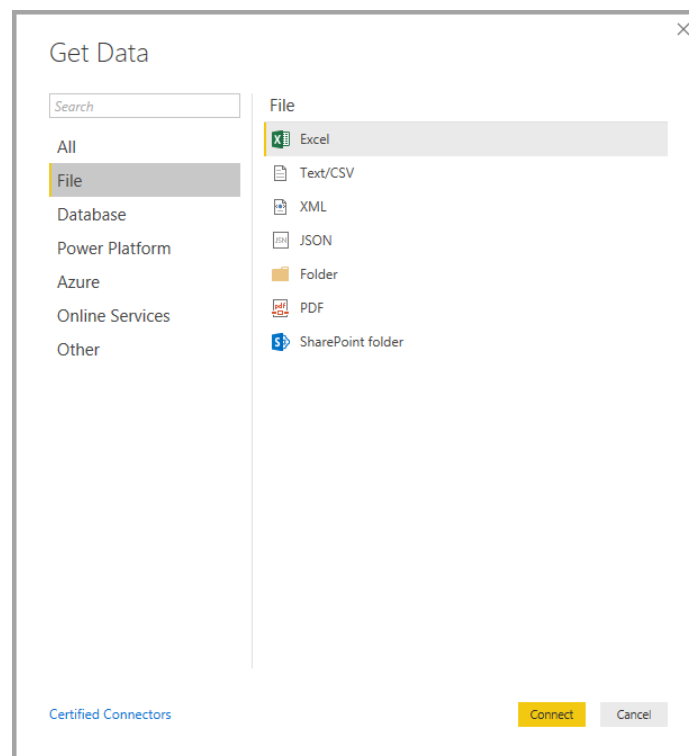 Get Data
Search
All
File
Database
Power Platform
Azure
Online Services
Other
File
Excel
Text/CSV
XML
JSON
Folder
PDF
SharePoint folder
Certified Connectors
Connect
Cancel